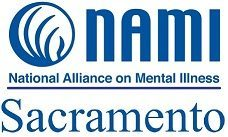 NAMI
National Alliance on Mental Illness
Sacramento